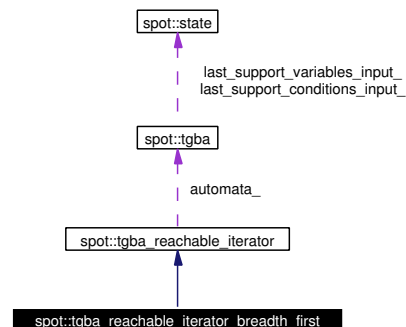 spot::state
last_support_variables_input_
last_support_conditions_input_
spot::tgba
automata_
spot::tgba_reachable_iterator
spot::tgba_reachable_iterator_breadth_first